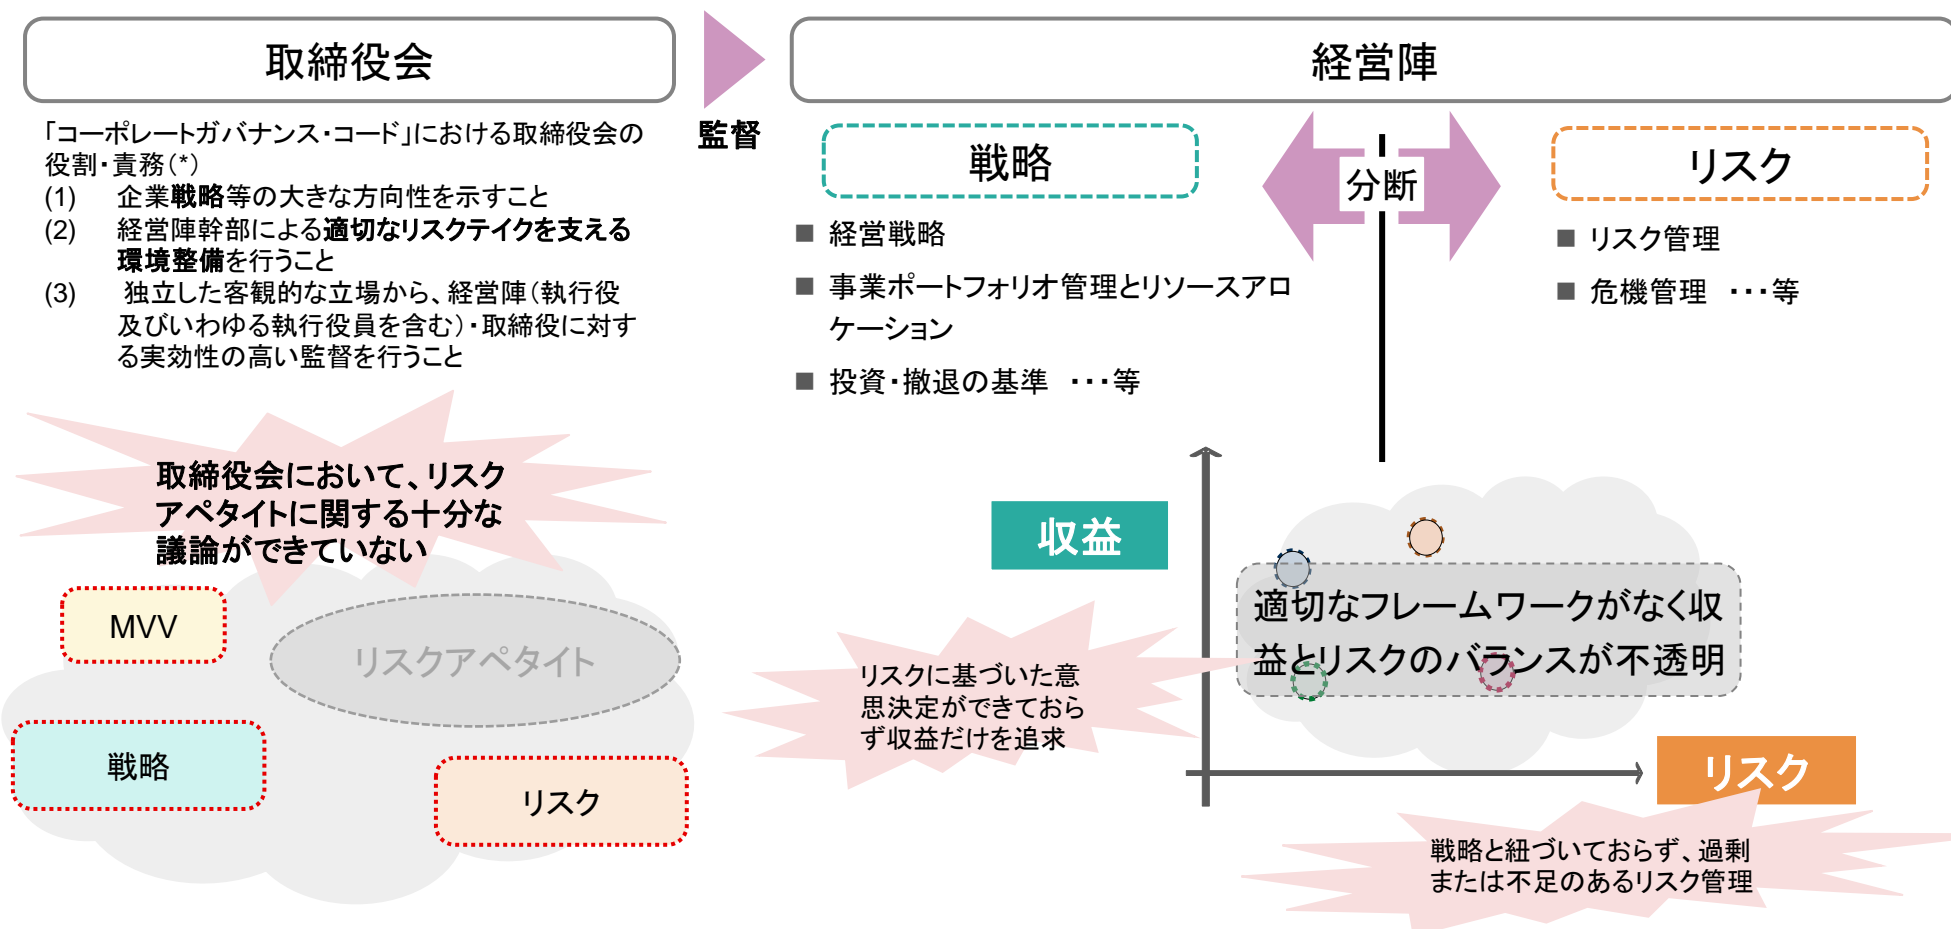 取締役会
「コーポレートガバナンス・コード」における取締役会の
役割・責務(*)
(1) 企業戦略等の大きな方向性を示すこと
(2) 経営陣幹部による適切なリスクテイクを支える
環境整備を行うこと
(3) 独立した客観的な立場から、経営陣（執行役
及びいわゆる執行役員を含む）・取締役に対す
る実効性の高い監督を行うこと
取締役会において、リスク
アペタイトに関する十分な
議論ができていない
MVV
リスクアペタイト
戦略
リスク
監督
経営陣
戦略
■ 経営戦略
■ 事業ポートフォリオ管理とリソースアロ
ケーション
■ 投資・撤退の基準 ・・・等
分断
リスク
■ リスク管理
■ 危機管理 ・・・等
収益
適切なフレームワークがなく収
益とリスクのバランスが不透明
リスクに基づいた意
思決定ができておら
ず収益だけを追求
リスク
戦略と紐づいておらず、過剰
または不足のあるリスク管理